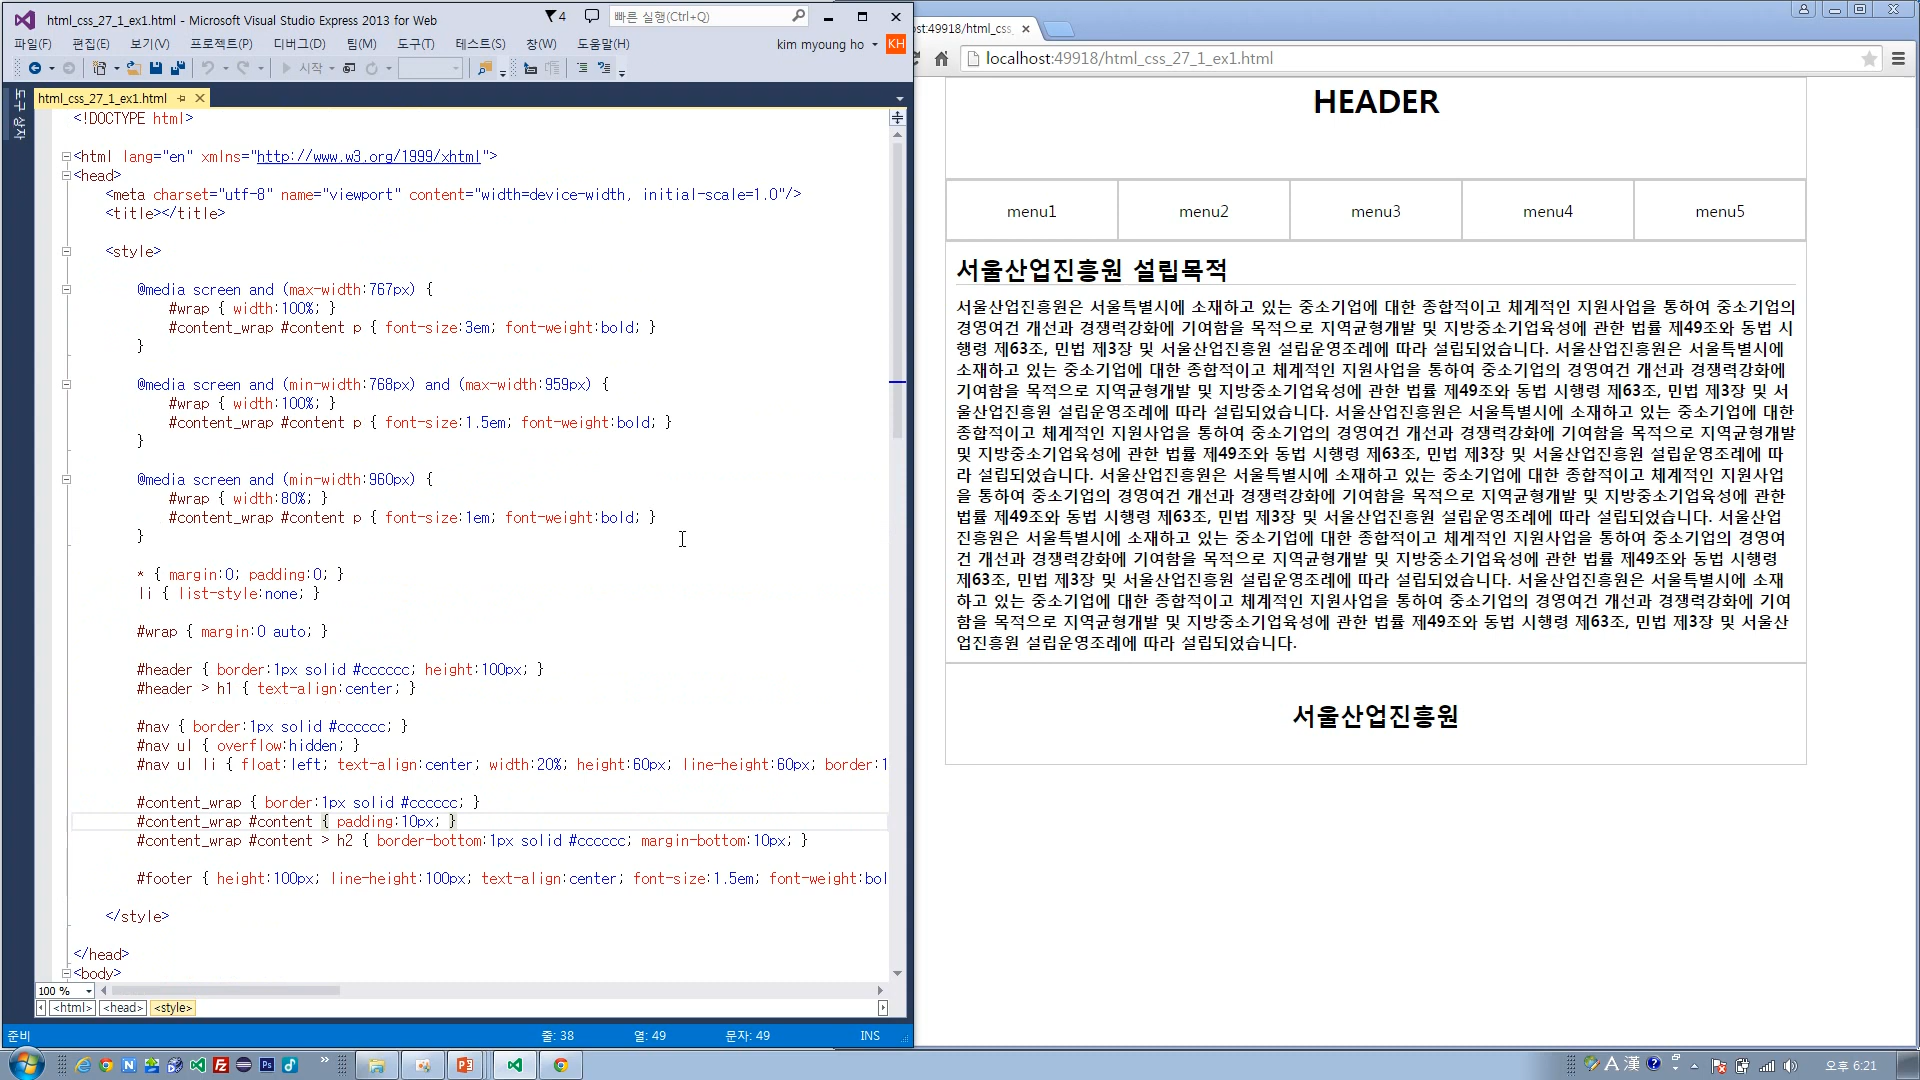 html_css_27_1_ex1.html - Microsoft Visual Studio Express 2013 for Web
4
빠른 실행(Ctrl+Q)
파일(F) 편집(E) 보기(V) 프로젝트(P) 디버그(D) 팀(M) 도구(T) 테스트(S) 창(W) 도움말(H)
kim myoung ho
KH
시작
도구 상자
html_css_27_1_ex1.html
<!DOCTYPE html>
<html lang="en" xmlns="http://www.w3.org/1999/xhtml">
<head>
<meta charset="utf-8" name="viewport" content="width=device-width, initial-scale=1.0"/>
<title></title>
<style>
@media screen and (max-width:767px) {
#wrap { width:100%; }
#content_wrap #content p { font-size:3em; font-weight:bold; }
}
@media screen and (min-width:768px) and (max-width:959px) {
#wrap { width:100%; }
#content_wrap #content p { font-size:1.5em; font-weight:bold; }
}
@media screen and (min-width:960px) {
#wrap { width:80%; }
#content_wrap #content p { font-size:1em; font-weight:bold; }
}
* { margin:0; padding:0; }
li { list-style:none; }
#wrap { margin:0 auto; }
#header { border:1px solid #cccccc; height:100px; }
#header > h1 { text-align:center; }
#nav { border:1px solid #cccccc; }
#nav ul { overflow:hidden; }
#nav ul li { float:left; text-align:center; width:20%; height:60px; line-height:60px; border:1
#content_wrap { border:1px solid #cccccc; }
#content_wrap #content { padding:10px; }
#content_wrap #content > h2 { border-bottom:1px solid #cccccc; margin-bottom:10px; }
#footer { height:100px; line-height:100px; text-align:center; font-size:1.5em; font-weight:bol
</style>
</head>
<body>
100 %
<html> <head> <style>
준비
줄: 38 열: 49 문자: 49 INS
ost:49918/html_css_
localhost:49918/html_css_27_1_ex1.html
HEADER
menu1 menu2 menu3 menu4 menu5
서울산업진흥원 설립목적
서울산업진흥원은 서울특별시에 소재하고 있는 중소기업에 대한 종합적이고 체계적인 지원사업을 통하여 중소기업의
경영여건 개선과 경쟁력강화에 기여함을 목적으로 지역균형개발 및 지방중소기업육성에 관한 법률 제49조와 동법 시
행령 제63조, 민법 제3장 및 서울산업진흥원 설립운영조례에 따라 설립되었습니다. 서울산업진흥원은 서울특별시에
소재하고 있는 중소기업에 대한 종합적이고 체계적인 지원사업을 통하여 중소기업의 경영여건 개선과 경쟁력강화에
기여함을 목적으로 지역균형개발 및 지방중소기업육성에 관한 법률 제49조와 동법 시행령 제63조, 민법 제3장 및 서
울산업진흥원 설립운영조례에 따라 설립되었습니다. 서울산업진흥원은 서울특별시에 소재하고 있는 중소기업에 대한
종합적이고 체계적인 지원사업을 통하여 중소기업의 경영여건 개선과 경쟁력강화에 기여함을 목적으로 지역균형개발
및 지방중소기업육성에 관한 법률 제49조와 동법 시행령 제63조, 민법 제3장 및 서울산업진흥원 설립운영조례에 따
라 설립되었습니다. 서울산업진흥원은 서울특별시에 소재하고 있는 중소기업에 대한 종합적이고 체계적인 지원사업
을 통하여 중소기업의 경영여건 개선과 경쟁력강화에 기여함을 목적으로 지역균형개발 및 지방중소기업육성에 관한
법률 제49조와 동법 시행령 제63조, 민법 제3장 및 서울산업진흥원 설립운영조례에 따라 설립되었습니다. 서울산업
진흥원은 서울특별시에 소재하고 있는 중소기업에 대한 종합적이고 체계적인 지원사업을 통하여 중소기업의 경영여
건 개선과 경쟁력강화에 기여함을 목적으로 지역균형개발 및 지방중소기업육성에 관한 법률 제49조와 동법 시행령
제63조, 민법 제3장 및 서울산업진흥원 설립운영조례에 따라 설립되었습니다. 서울산업진흥원은 서울특별시에 소재
하고 있는 중소기업에 대한 종합적이고 체계적인 지원사업을 통하여 중소기업의 경영여건 개선과 경쟁력강화에 기여
함을 목적으로 지역균형개발 및 지방중소기업육성에 관한 법률 제49조와 동법 시행령 제63조, 민법 제3장 및 서울산
업진흥원 설립운영조례에 따라 설립되었습니다.
서울산업진흥원
A 漢
오후 6:21